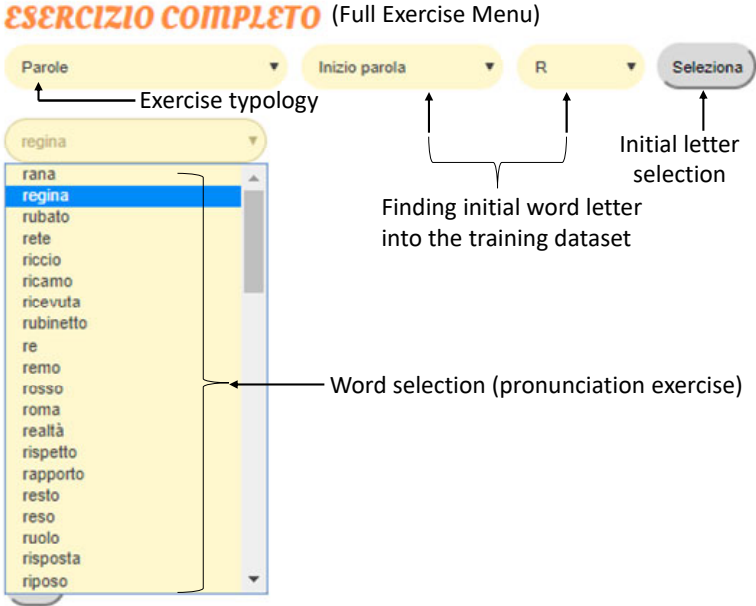 ESERCIZIO COMPLETO (Full Exercise Menu)
Parole Inizio parola R Seleziona
Exercise typology
regina
Initial letter
selection
Finding initial word letter
into the training dataset
rana
regina
rubato
rete
riccio
ricamo
ricevuta
rubinetto
re
remo
rosso
roma
realtà
rispetto
rapporto
resto
reso
ruolo
risposta
riposo
Word selection (pronunciation exercise)